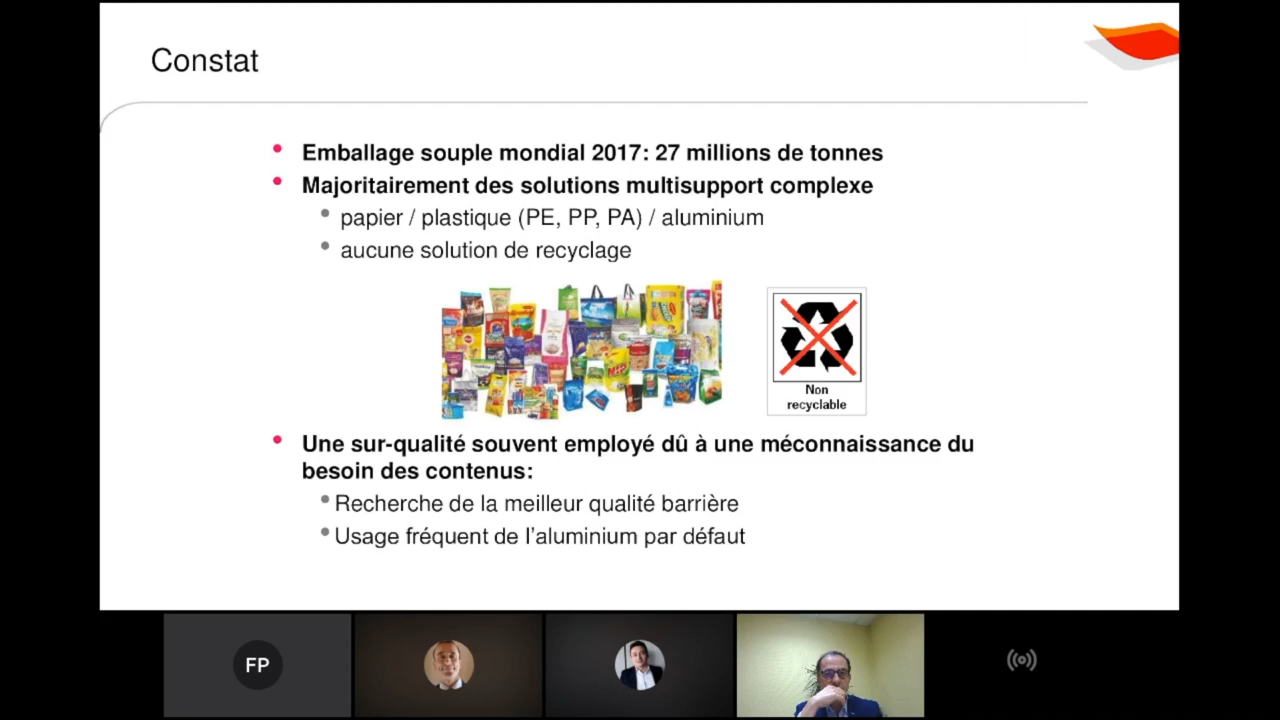 Constat
Emballage souple mondial 2017: 27 millions de tonnes
Majoritairement des solutions multisupport complexe
papier / plastique (PE, PP, PA) / aluminium
aucune solution de recyclage
Non
recyclable
Une sur-qualité souvent employé dû à une méconnaissance du
besoin des contenus:
Recherche de la meilleur qualité barrière
Usage fréquent de l'aluminium par défaut
FP